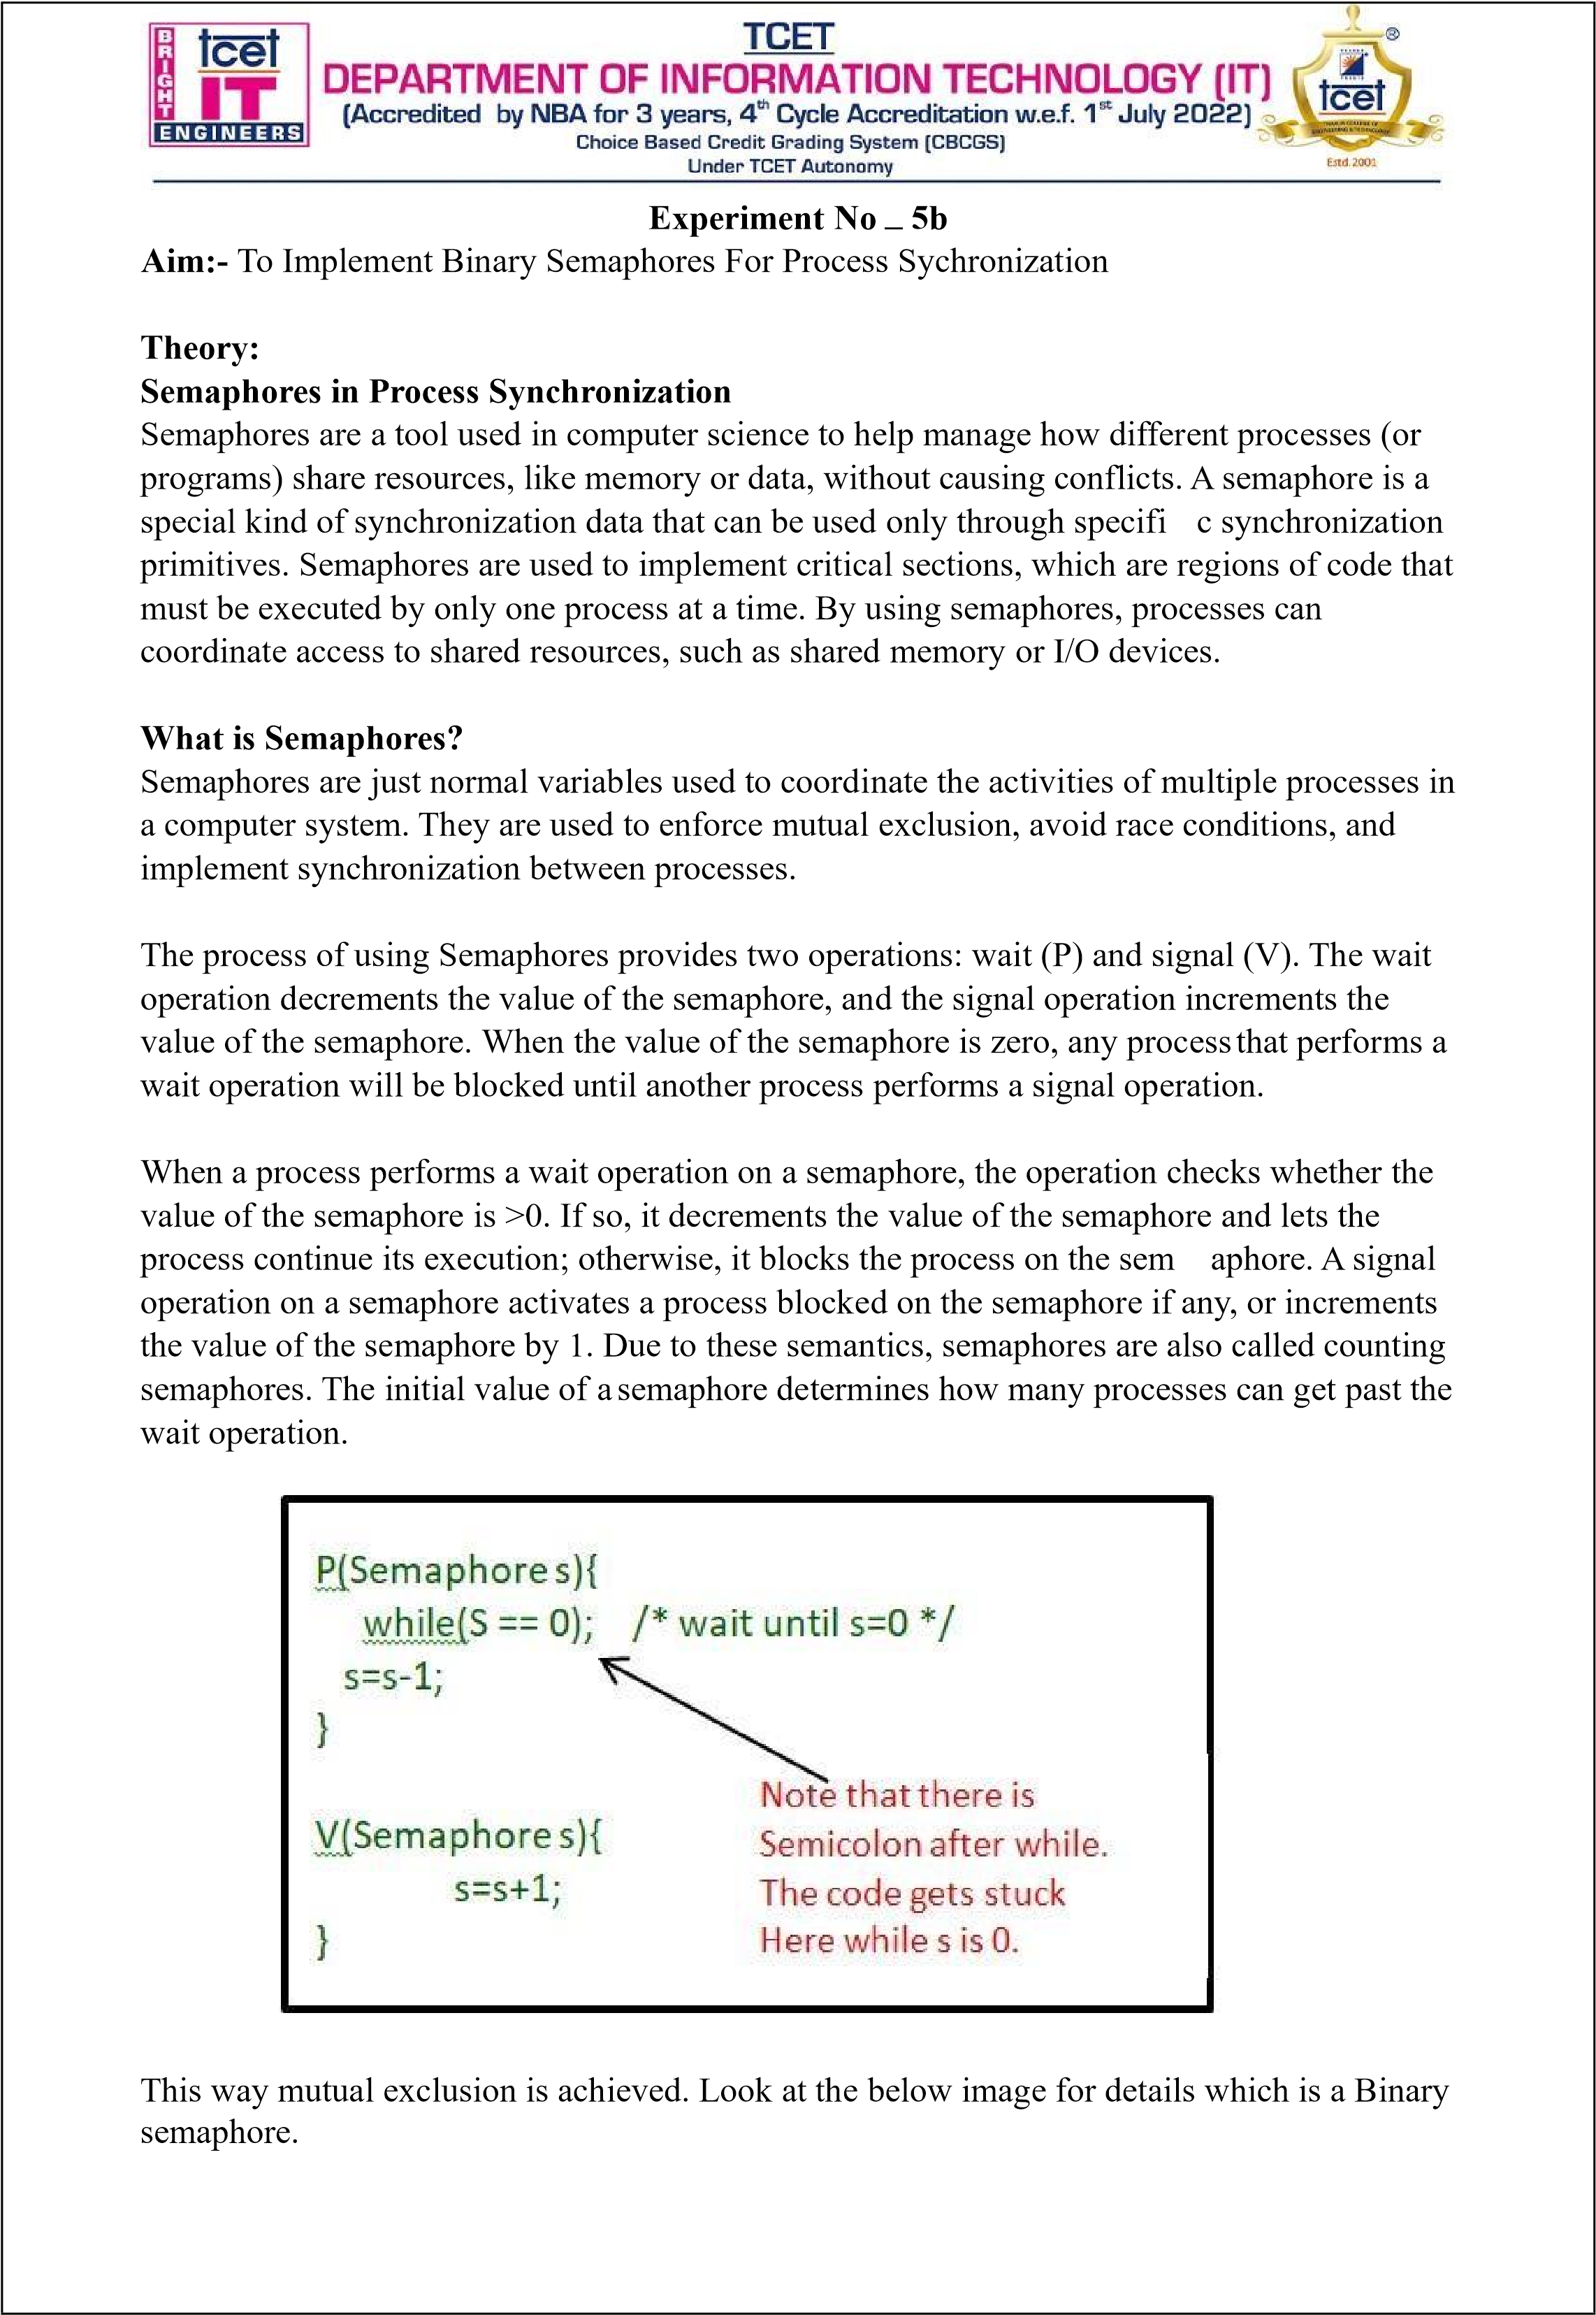 BRIGHT
tcet
IT
ENGINEERS
TCET
DEPARTMENT OF INFORMATION TECHNOLOGY (IT)
(Accredited by NBA for 3 years, 4th Cycle Accreditation w.e.f. 1st July 2022)
Choice Based Credit Grading System (CBCGS)
Under TCET Autonomy
®
tcet
Estd.2001
Experiment No – 5b
Aim:- To Implement Binary Semaphores For Process Sychronization
Theory:
Semaphores in Process Synchronization
Semaphores are a tool used in computer science to help manage how different processes (or
programs) share resources, like memory or data, without causing conflicts. A semaphore is a
special kind of synchronization data that can be used only through specifi c synchronization
primitives. Semaphores are used to implement critical sections, which are regions of code that
must be executed by only one process at a time. By using semaphores, processes can
coordinate access to shared resources, such as shared memory or I/O devices.
What is Semaphores?
Semaphores are just normal variables used to coordinate the activities of multiple processes in
a computer system. They are used to enforce mutual exclusion, avoid race conditions, and
implement synchronization between processes.
The process of using Semaphores provides two operations: wait (P) and signal (V). The wait
operation decrements the value of the semaphore, and the signal operation increments the
value of the semaphore. When the value of the semaphore is zero, any process that performs a
wait operation will be blocked until another process performs a signal operation.
When a process performs a wait operation on a semaphore, the operation checks whether the
value of the semaphore is >0. If so, it decrements the value of the semaphore and lets the
process continue its execution; otherwise, it blocks the process on the sem aphore. A signal
operation on a semaphore activates a process blocked on the semaphore if any, or increments
the value of the semaphore by 1. Due to these semantics, semaphores are also called counting
semaphores. The initial value of a semaphore determines how many processes can get past the
wait operation.
P(Semaphore s){
while(S == 0); /* wait until s=0 */
s=s-1;
}
V(Semaphore s){
s=s+1;
}
Note that there is
Semicolon after while.
The code gets stuck
Here while s is 0.
This way mutual exclusion is achieved. Look at the below image for details which is a Binary
semaphore.